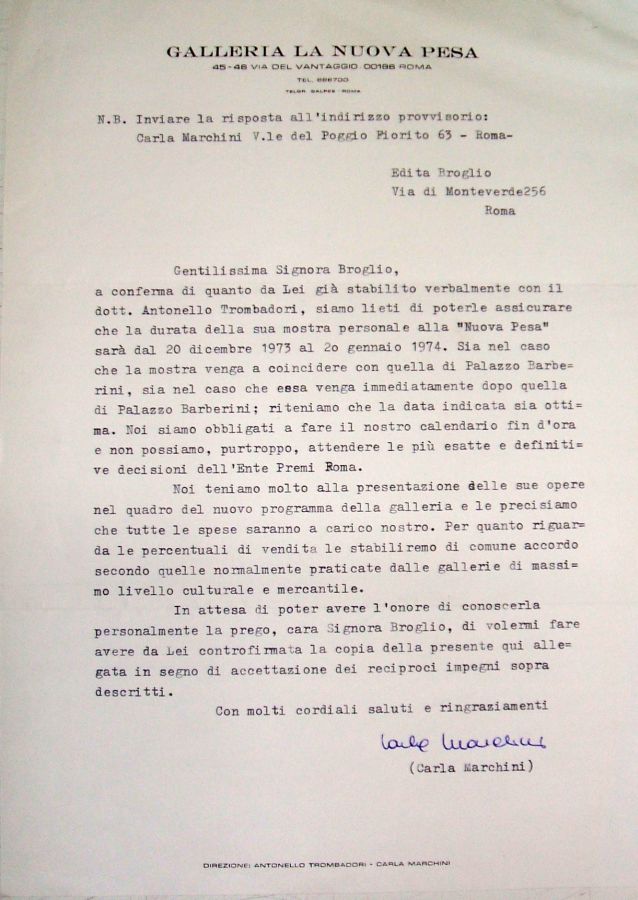 GALLERIA LA NUOVA PESA
45-46 VIA DEL VANTAGGIO 00186 ROMA
TEL. 686700
TELGR. GALPES - ROMA
N.B. Inviare la risposta all'indirizzo provvisorio:
Carla Marchini V.le del Poggio Fiorito 63 - Roma-
Edita Broglio
Via di Monteverde256
Roma
Gentilissima Signora Broglio,
a conferma di quanto da Lei già stabilito verbalmente con il
dott. Antonello Trombadori, siamo lieti di poterle assicurare
che la durata della sua mostra personale alla "Nuova Pesa"
sarà dal 20 dicembre 1973 al 2o gennaio 1974. Sia nel caso
che la mostra venga a coincidere con quella di Palazzo Barbe=
rini, sia nel caso che essa venga immediatamente dopo quella
di Palazzo Barberini; riteniamo che la data indicata sia otti=
ma. Noi siamo obbligati a fare il nostro calendario fin d'ora
e non possiamo, purtroppo, attendere le più esatte e definiti=
ve decisioni dell'Ente Premi Roma.
Noi teniamo molto alla presentazione delle sue opere
nel quadro del nuovo programma della galleria e le precisiamo
che tutte le spese saranno a carico nostro. Per quanto riguar=
da le percentuali di vendita le stabiliremo di comune accordo
secondo quelle normalmente praticate dalle gallerie di massi=
mo livello culturale e mercantile.
In attesa di poter avere l'onore di conoscerla
personalmente la prego, cara Signora Broglio, di volermi fare
avere da Lei controfirmata la copia della presente qui alle=
gata in segno di accettazione dei reciproci impegni sopra
descritti.
Con molti cordiali saluti e ringraziamenti
Carla Marchini
(Carla Marchini)
DIREZIONE: ANTONELLO TROMBADORI - CARLA MARCHINI